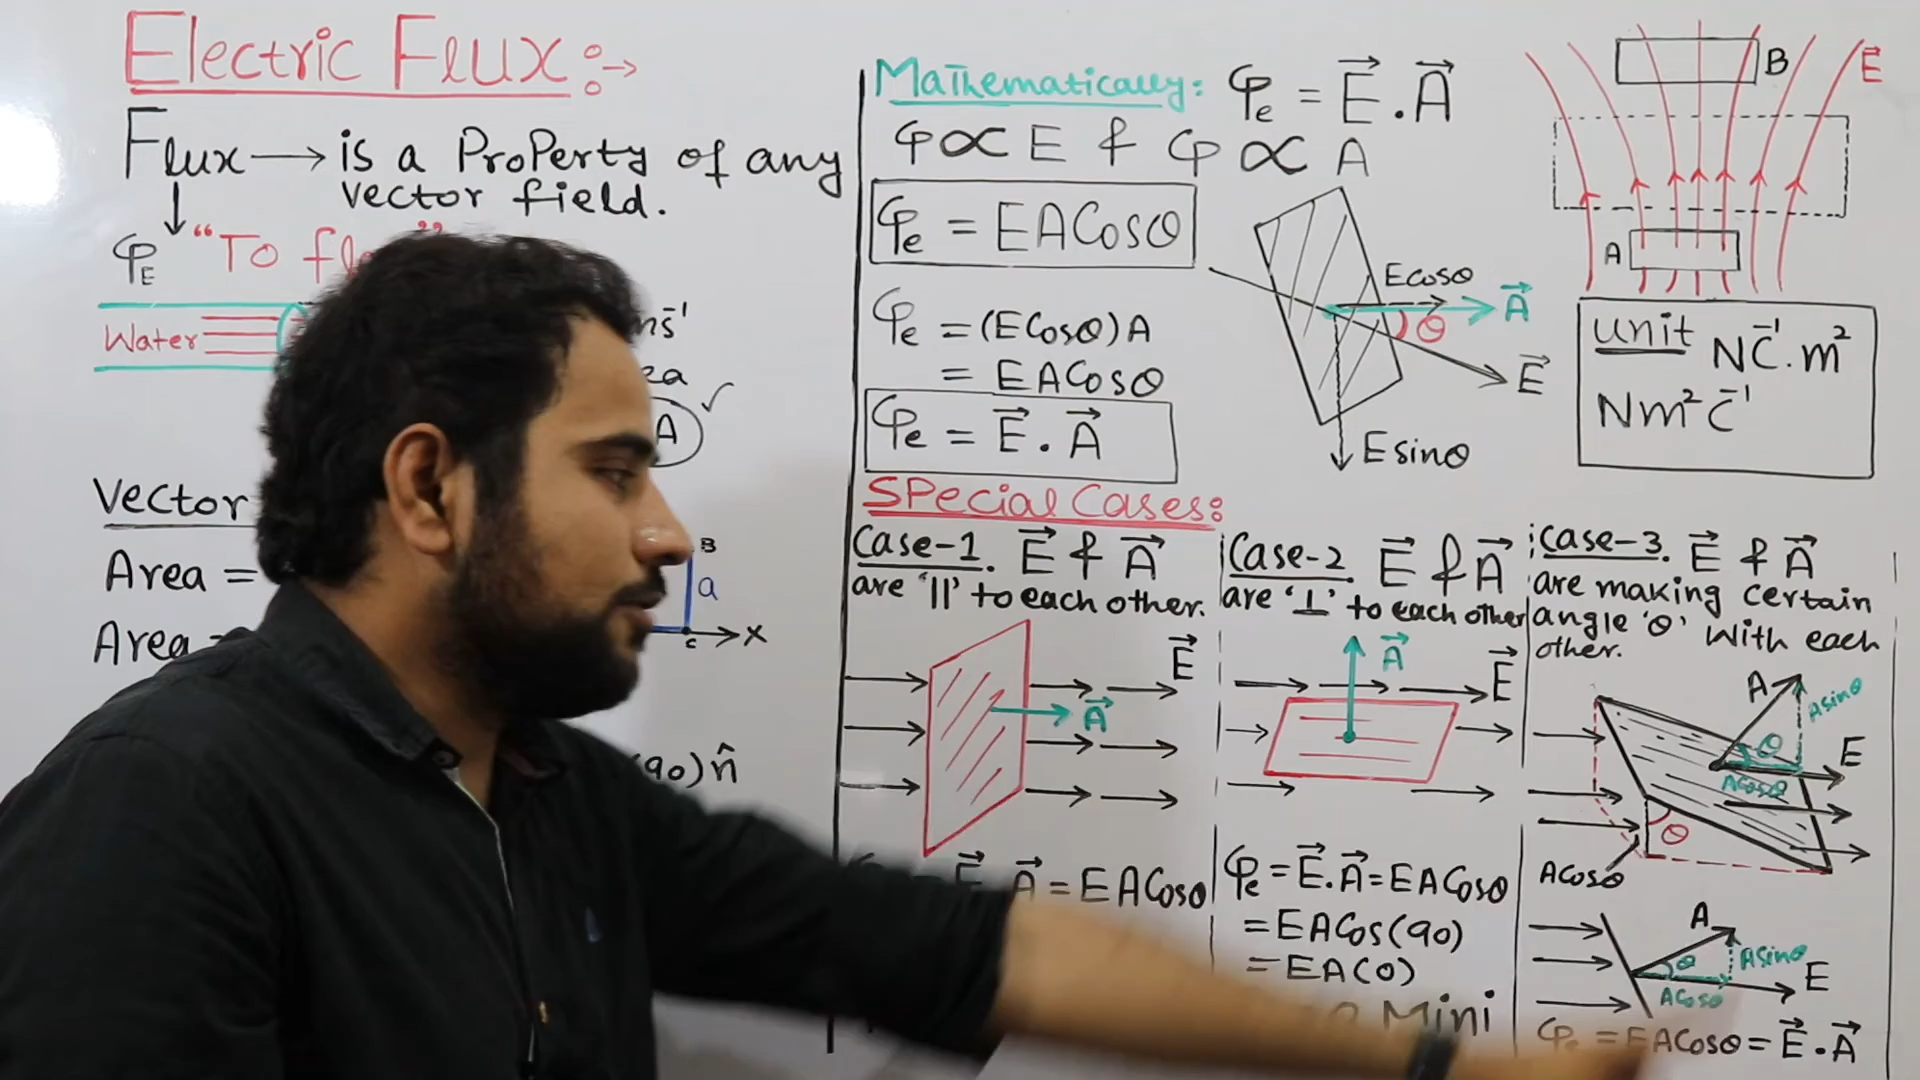 Electric Flux :→
Flux → is a Property of any
vector field.
φE "To
Water
A
Vector
Area =
Area
B
a
c
X
(90) n̂
Mathematically: φe = E⃗ . A⃗
φ ∝ E & φ ∝ A
φe = EACosθ
φe = (ECosθ)A
= EACosθ
φe = E⃗ . A⃗
Ecosθ
A⃗
θ
E⃗
Esinθ
B
E⃗
A
unit NC⁻¹.m²
Nm²C⁻¹
Special Cases:
Case-1. E⃗ & A⃗
are '||' to each other.
E⃗
A⃗
E⃗ A⃗ = EACosθ
Case-2. E⃗ & A⃗
are '⊥' to each other
A⃗
E⃗
φe = E⃗.A⃗ = EACosθ
= EACos(90)
= EA(0)
Mini
Case-3. E⃗ & A⃗
are making certain
angle 'θ' with each
other.
A
Asinθ
θ
E
Acosθ
θ
Acosθ
A
Asinθ
θ
E
Acosθ
φe = EACosθ = E⃗.A⃗